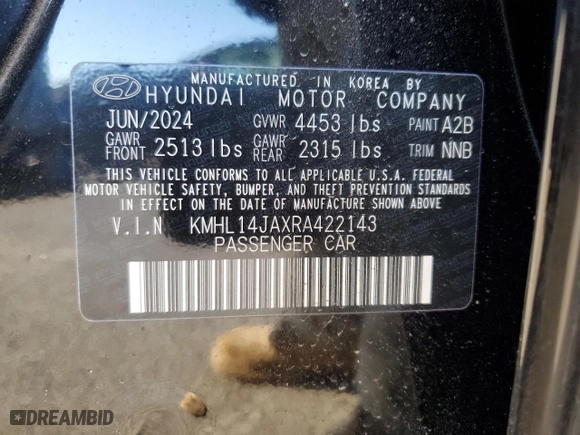 MANUFACTURED IN KOREA BY
HYUNDAI MOTOR COMPANY
JUN/2024 GVWR 4453 lbs PAINT A2B
GAWR FRONT 2513 lbs GAWR REAR 2315 lbs TRIM NNB
THIS VEHICLE CONFORMS TO ALL APPLICABLE U.S.A. FEDERAL
MOTOR VEHICLE SAFETY, BUMPER, AND THEFT PREVENTION STANDARDS
IN EFFECT ON THE DATE OF MANUFACTURE SHOWN ABOVE.
V.I.N KMHL14JAXRA422143
PASSENGER CAR
DREAMBID